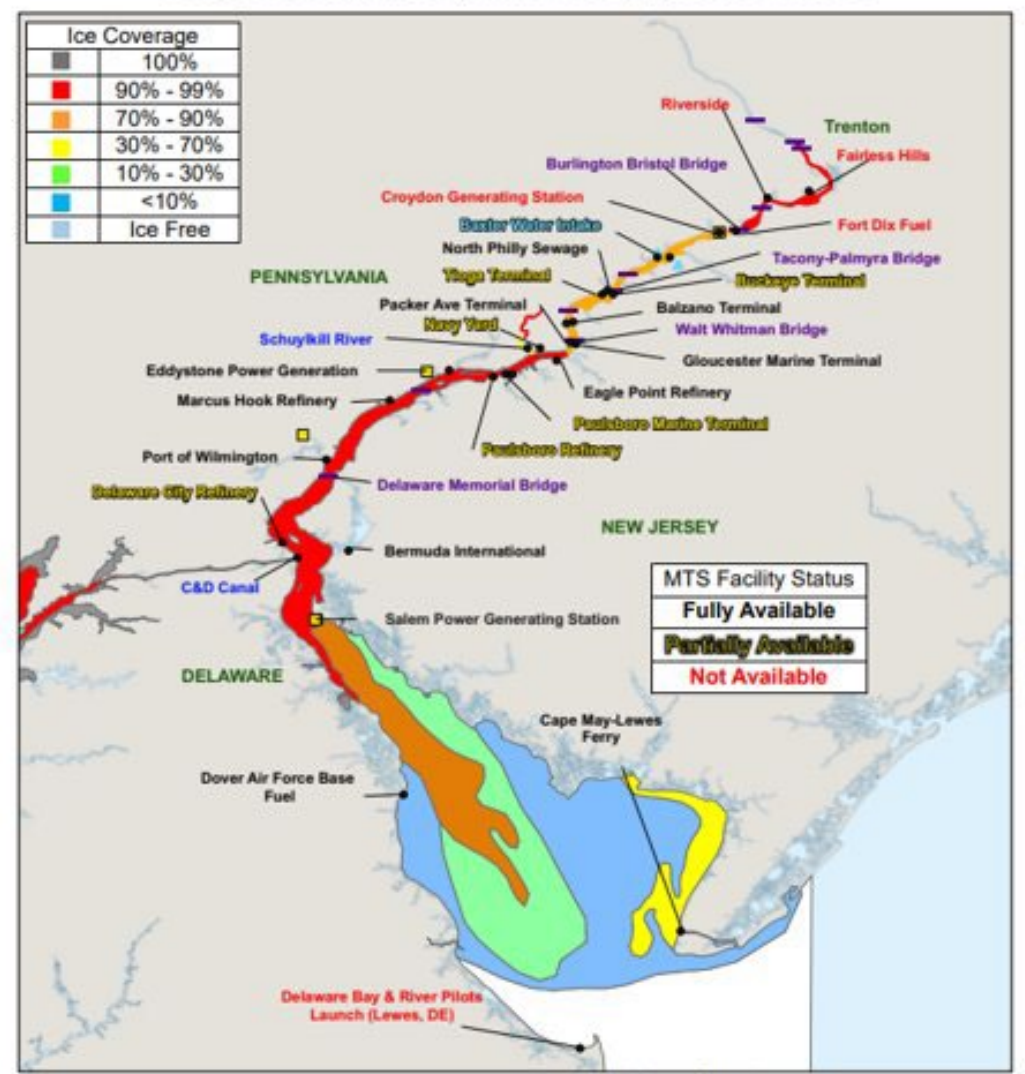 Ice Coverage
100%
90% - 99%
70% - 90%
30% - 70%
10% - 30%
<10%
Ice Free
Riverside
Trenton
Burlington Bristol Bridge
Fairless Hills
Croydon Generating Station
Baxter Water Intake
Fort Dix Fuel
North Philly Sewage
Tacony-Palmyra Bridge
PENNSYLVANIA
Tioga Terminal
Buckeye Terminal
Packer Ave Terminal
Balzano Terminal
Navy Yard
Walt Whitman Bridge
Schuylkill River
Gloucester Marine Terminal
Eddystone Power Generation
Eagle Point Refinery
Marcus Hook Refinery
Paulsboro Marine Terminal
Paulsboro Refinery
Port of Wilmington
Delaware Memorial Bridge
Delaware City Refinery
NEW JERSEY
Bermuda International
C&D Canal
MTS Facility Status
Fully Available
Partially Available
Not Available
Salem Power Generating Station
DELAWARE
Cape May-Lewes
Ferry
Dover Air Force Base
Fuel
Delaware Bay & River Pilots
Launch (Lewes, DE)